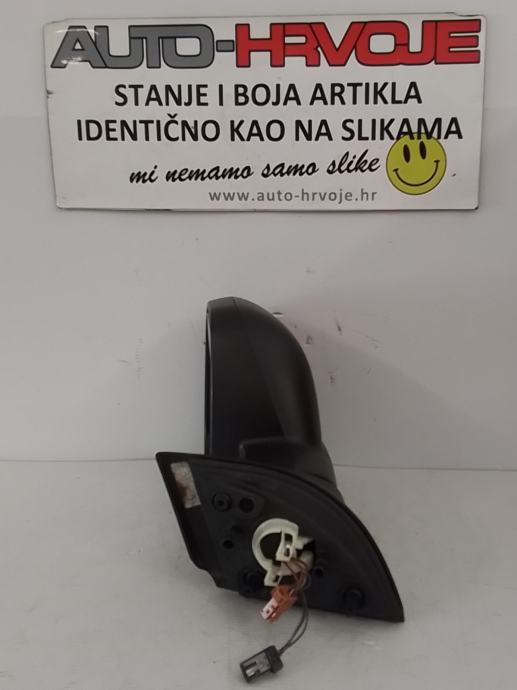 AUTO-HRVOJE
STANJE I BOJA ARTIKLA
IDENTIČNO KAO NA SLIKAMA
mi nemamo samo slike
www.auto-hrvoje.hr